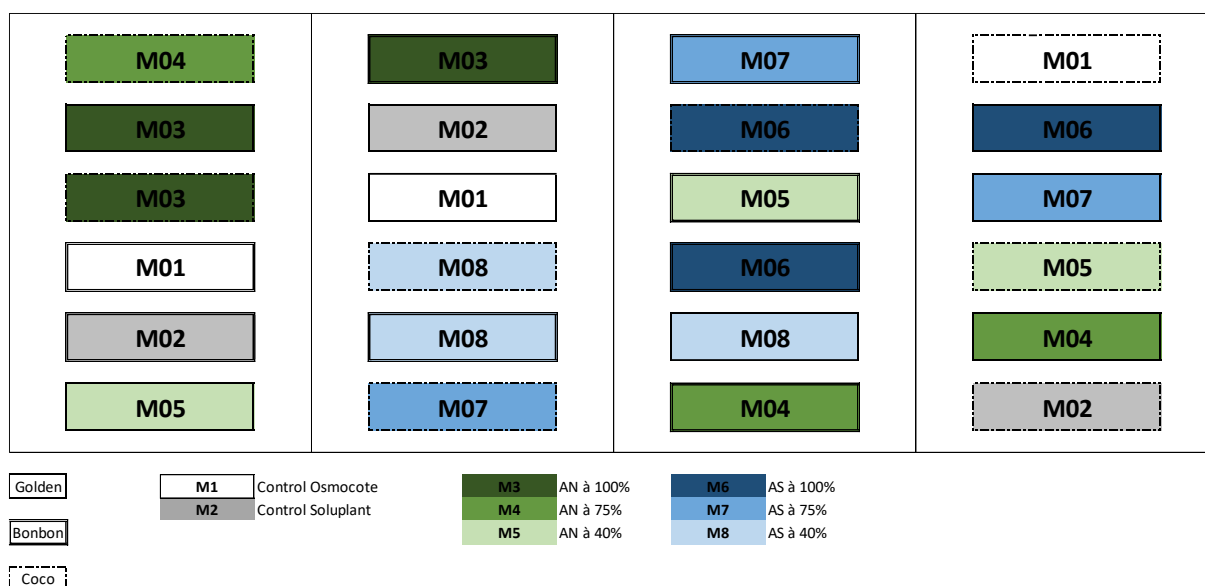 M04 M03 M07 M01
M03 M02 M06 M06
M03 M01 M05 M07
M01 M08 M06 M05
M02 M08 M08 M04
M05 M07 M04 M02
Golden M1 Control Osmocote M3 AN à 100% M6 AS à 100%
M2 Control Soluplant M4 AN à 75% M7 AS à 75%
Bonbon M5 AN à 40% M8 AS à 40%
Coco